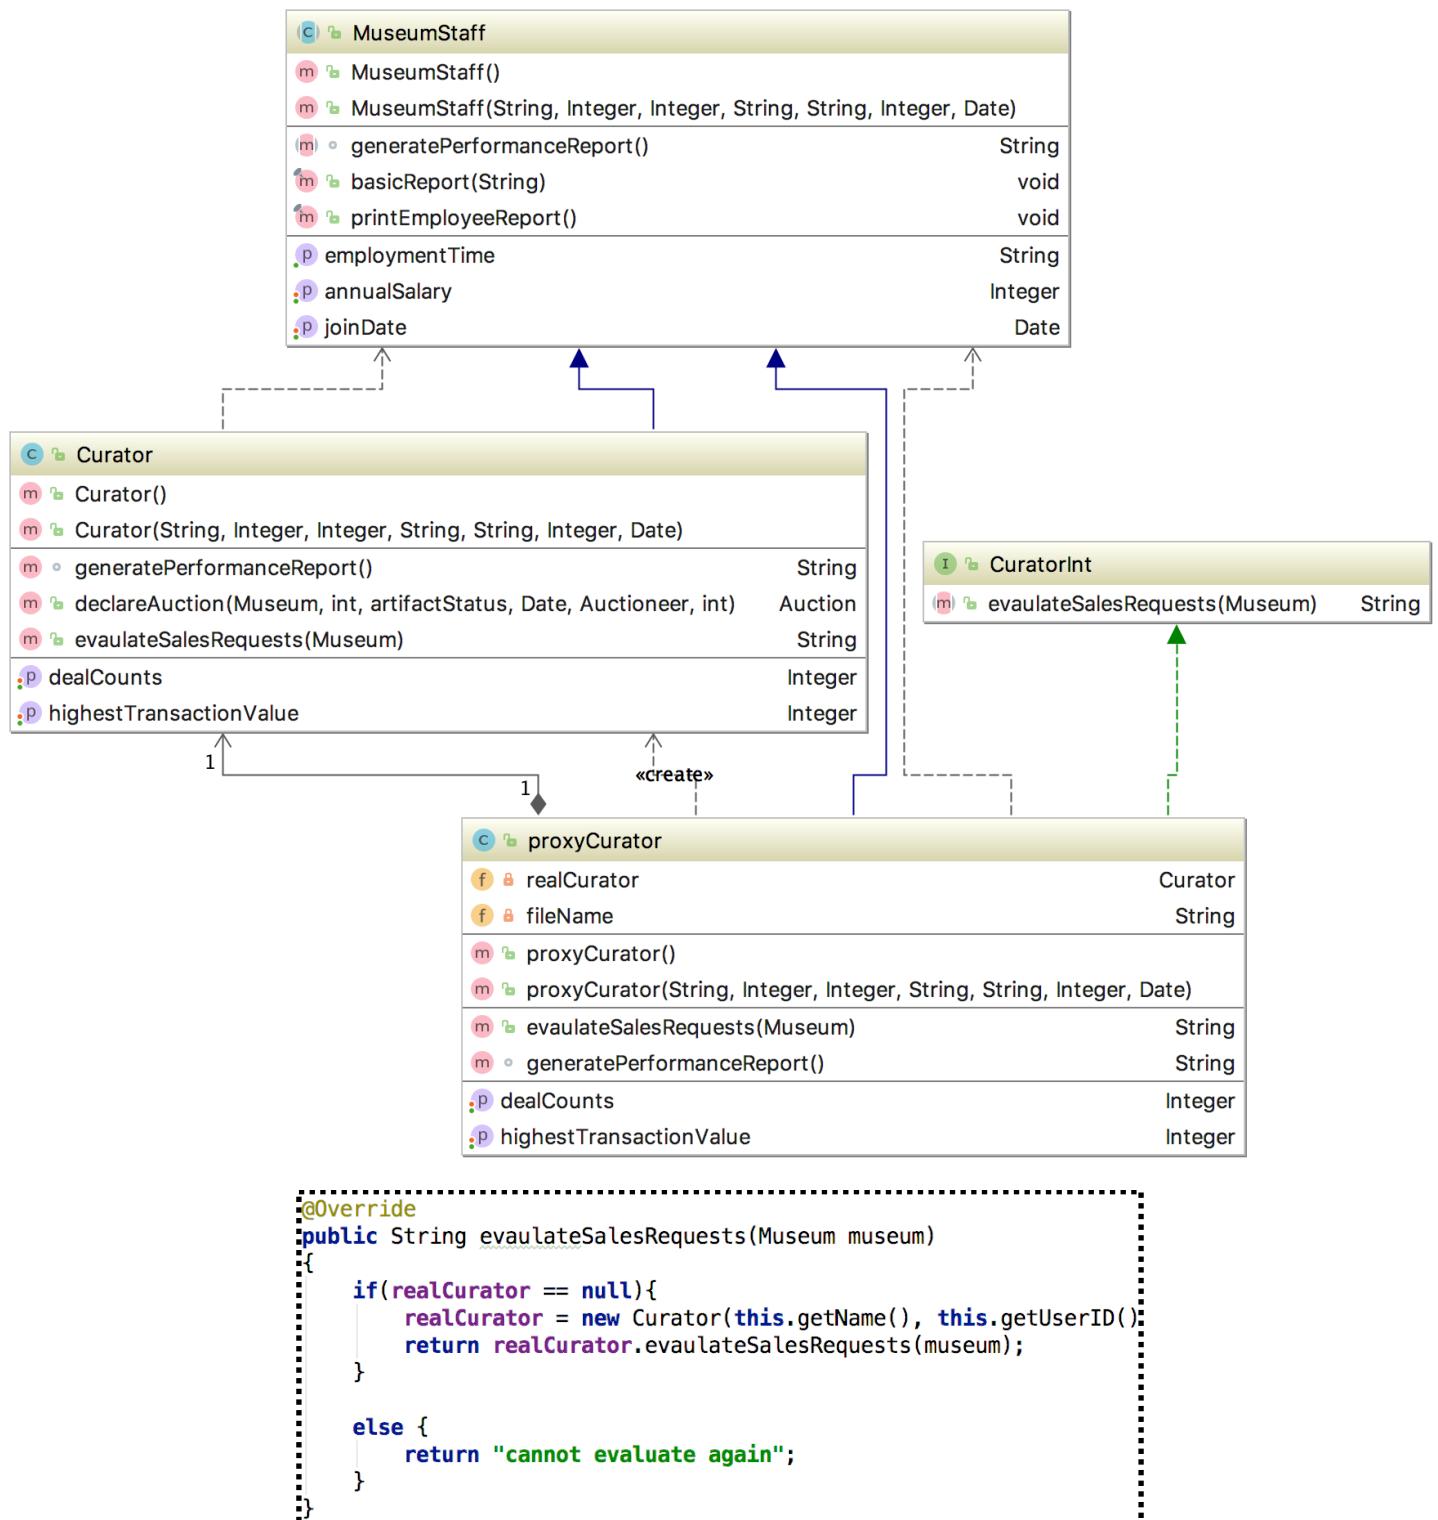 MuseumStaff
MuseumStaff()
MuseumStaff(String, Integer, Integer, String, String, Integer, Date)
generatePerformanceReport() String
basicReport(String) void
printEmployeeReport() void
employmentTime String
annualSalary Integer
joinDate Date
Curator
Curator()
Curator(String, Integer, Integer, String, String, Integer, Date)
generatePerformanceReport() String
declareAuction(Museum, int, artifactStatus, Date, Auctioneer, int) Auction
evaulateSalesRequests(Museum) String
dealCounts Integer
highestTransactionValue Integer
CuratorInt
evaulateSalesRequests(Museum) String
1
1
«create»
proxyCurator
realCurator Curator
fileName String
proxyCurator()
proxyCurator(String, Integer, Integer, String, String, Integer, Date)
evaulateSalesRequests(Museum) String
generatePerformanceReport() String
dealCounts Integer
highestTransactionValue Integer
@Override
public String evaulateSalesRequests(Museum museum)
{
if(realCurator == null){
realCurator = new Curator(this.getName(), this.getUserID()
return realCurator.evaulateSalesRequests(museum);
}
else {
return "cannot evaluate again";
}
}